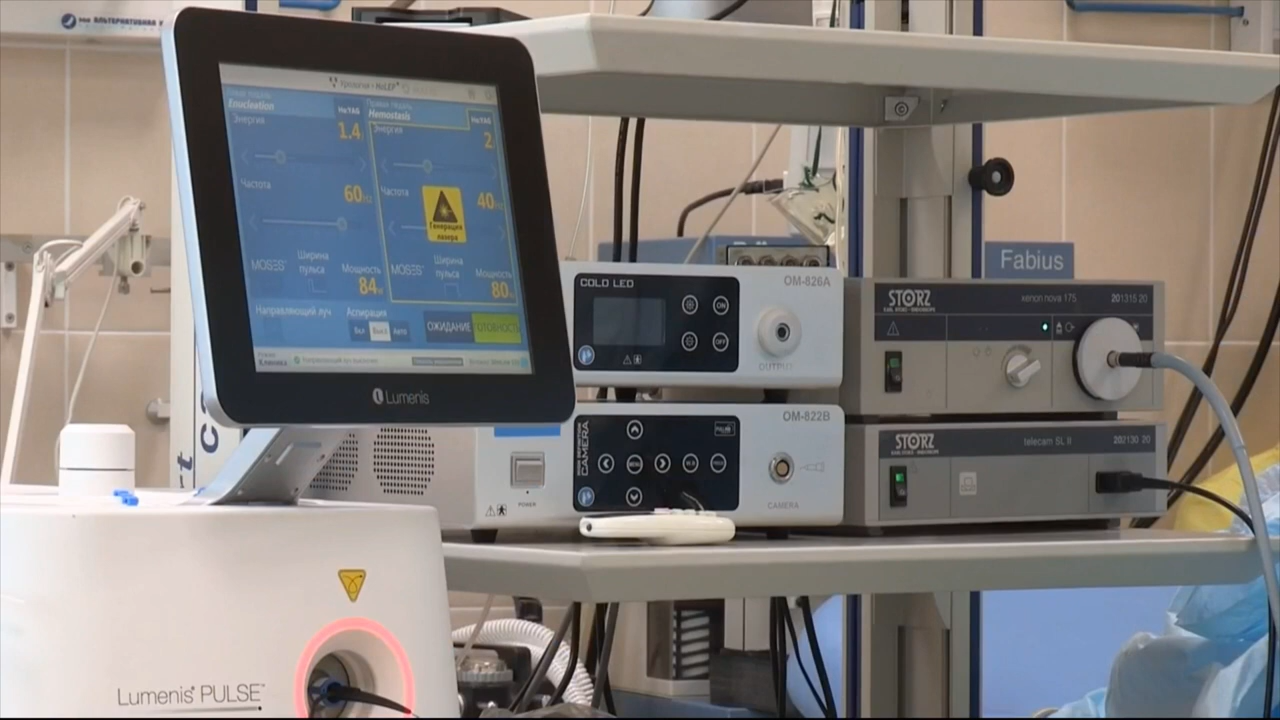 АЛЬТЕРНАТИВНАЯ
Урология > HoLEP
Enucleation
Ho:YAG
Энергия
1.4
Частота
60
MOSES
Ширина
пульса
Мощность
84
Hemostasis
Ho:YAG
Энергия
2
Частота
40
Генерация
лазера
MOSES
Ширина
пульса
Мощность
80
Направляющий луч
Аспирация
Вкл
Выкл
Авто
ОЖИДАНИЕ
ГОТОВНОСТЬ
Lumenis
Lumenis PULSE
COLD LED
OM-826A
ON
OFF
OUTPUT
OM-822B
CAMERA
MENU
POWER
CAMERA
Fabius
STORZ
KARL STORZ - ENDOSKOPE
xenon nova 175
201315 20
STORZ
KARL STORZ - ENDOSKOPE
telecam SL II
202130 20